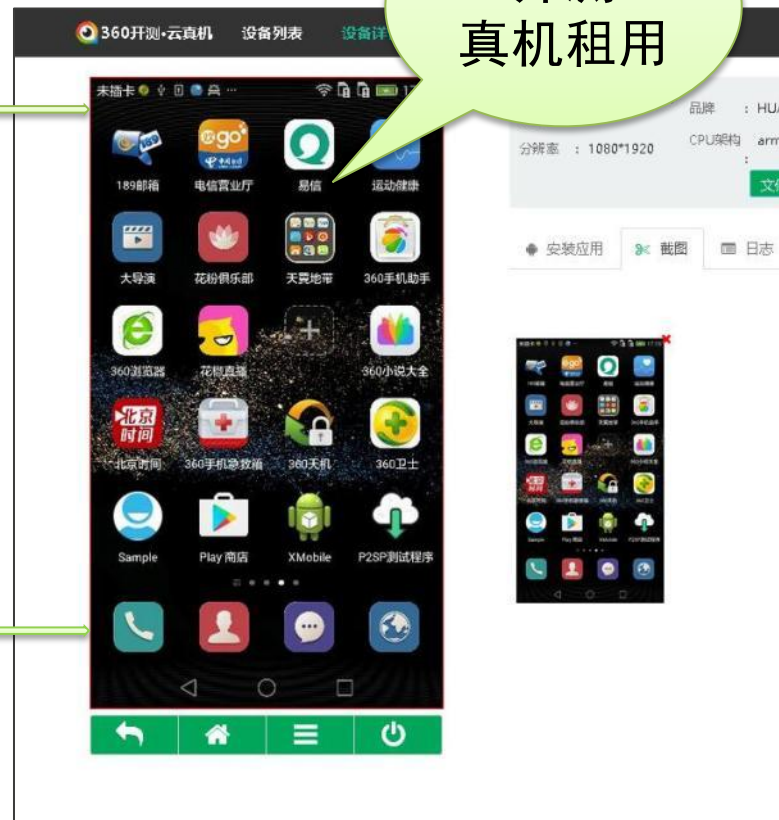 真机租用
360开测·云真机 设备列表 设备详
未插卡
品牌 : HUA
分辨率 : 1080*1920 CPU架构 : arm
文件
安装应用 截图 日志
189邮箱 电信营业厅 易信 运动健康
大导演 花粉俱乐部 天翼地带 360手机助手
360浏览器 花椒直播 360小说大全
北京时间
北京时间 360手机急救箱 360天机 360卫士
Sample Play 商店 XMobile P2SP测试程序